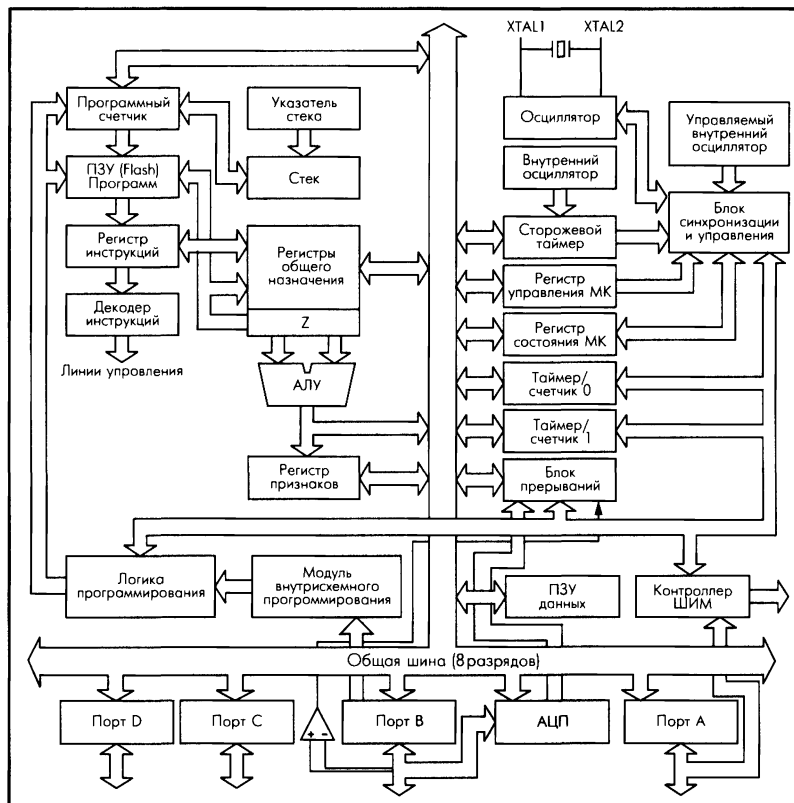 XTAL1
XTAL2
Программный
счетчик
Указатель
стека
Осциллятор
Управляемый
внутренний
осциллятор
ПЗУ (Flash)
Программ
Стек
Внутренний
осциллятор
Блок
синхронизации
и управления
Регистр
инструкций
Регистры
общего
назначения
Сторожевой
таймер
Регистр
управления МК
Декодер
инструкций
Z
Регистр
состояния МК
Линии упровления
АЛУ
Таймер/
счетчик 0
Таймер/
счетчик 1
Регистр
признаков
Блок
прерываний
Логика
программирования
Модуль
внутрисхемного
программирования
ПЗУ
данных
Контроллер
ШИМ
Общая шина (8 разрядов)
Порт D
Порт С
+ -
Порт В
АЦП
Порт А